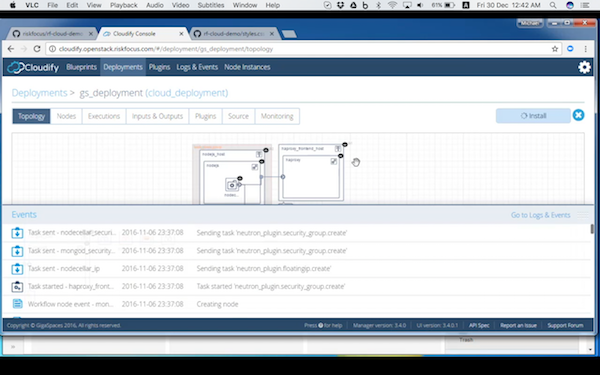 VLC File Edit View Playback Audio Video Subtitles Window Help 61% Fri 30 Dec 12:42 AM
Michael
riskfocus/rf-cloud-demo Cloudify Console rf-cloud-demo/styles.cs
cloudify.openstack.riskfocus.com/#/deployment/gs_deployment/topology
Cloudify Blueprints Deployments Plugins Logs & Events Node Instances
Deployments > gs_deployment (cloud_deployment)
Topology Nodes Executions Inputs & Outputs Plugins Source Monitoring Install
nodejs_host haproxy_frontend_host
nodejs haproxy
nodec...
Events Go to Logs & Events
Task sent - nodecellar_securi... 2016-11-06 23:37:08 Sending task 'neutron_plugin.security_group.create'
Task sent - mongod_security... 2016-11-06 23:37:08 Sending task 'neutron_plugin.security_group.create'
Task sent - nodecellar_ip 2016-11-06 23:37:08 Sending task 'neutron_plugin.floatingip.create'
Task started - haproxy_front... 2016-11-06 23:37:08 Task started 'neutron_plugin.security_group.create'
Workflow node event - mon... 2016-11-06 23:37:08 Creating node
Copyright © GigaSpaces 2016, All rights reserved. Press ? for help Manager version: 3.4.0 UI version: 3.4.0.1 API Spec Report an Issue Support Forum
Trash